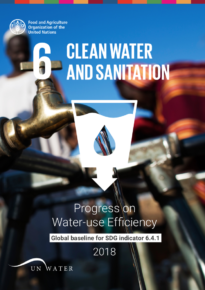 Food and Agriculture
Organization of the
United Nations
6 CLEAN WATER
AND SANITATION
Progress on
Water-use Efficiency
Global baseline for SDG indicator 6.4.1
2018
UN WATER